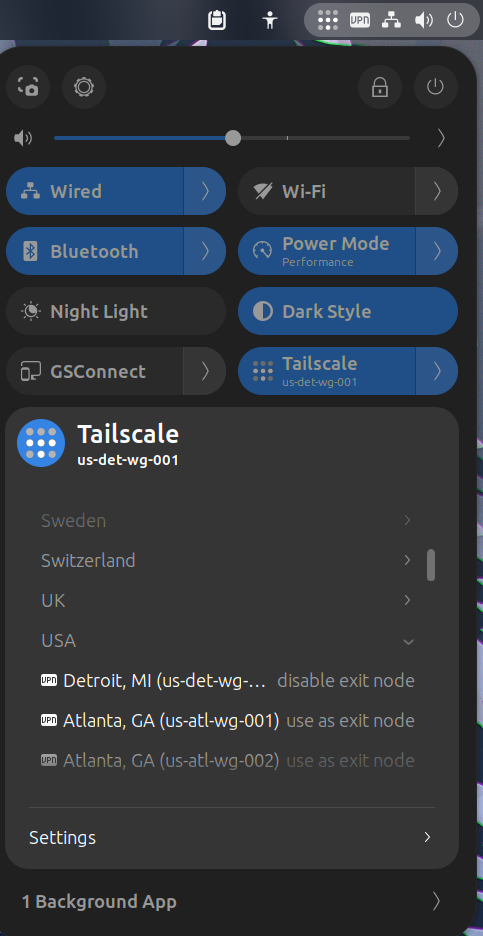 VPN
Wired
Wi-Fi
Bluetooth
Power Mode
Performance
Night Light
Dark Style
GSConnect
Tailscale
us-det-wg-001
Tailscale
us-det-wg-001
Sweden
Switzerland
UK
USA
VPN Detroit, MI (us-det-wg-... disable exit node
VPN Atlanta, GA (us-atl-wg-001) use as exit node
VPN Atlanta, GA (us-atl-wg-002) use as exit node
Settings
1 Background App